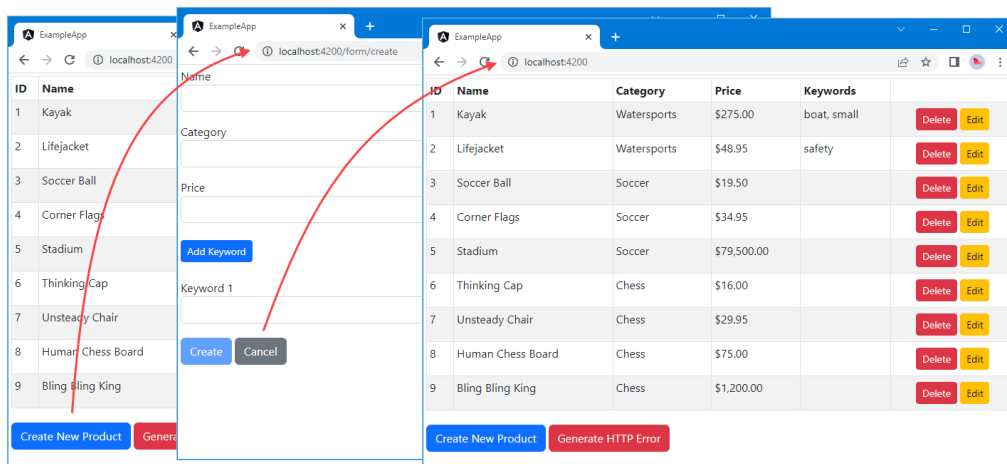 ExampleApp
localhost:4200
ID Name
1 Kayak
2 Lifejacket
3 Soccer Ball
4 Corner Flags
5 Stadium
6 Thinking Cap
7 Unsteady Chair
8 Human Chess Board
9 Bling Bling King
Create New Product
ExampleApp
localhost:4200/form/create
Name
Category
Price
Add Keyword
Keyword 1
Create Cancel
ExampleApp
localhost:4200
ID Name Category Price Keywords
1 Kayak Watersports $275.00 boat, small Delete Edit
2 Lifejacket Watersports $48.95 safety Delete Edit
3 Soccer Ball Soccer $19.50 Delete Edit
4 Corner Flags Soccer $34.95 Delete Edit
5 Stadium Soccer $79,500.00 Delete Edit
6 Thinking Cap Chess $16.00 Delete Edit
7 Unsteady Chair Chess $29.95 Delete Edit
8 Human Chess Board Chess $75.00 Delete Edit
9 Bling Bling King Chess $1,200.00 Delete Edit
Create New Product Generate HTTP Error